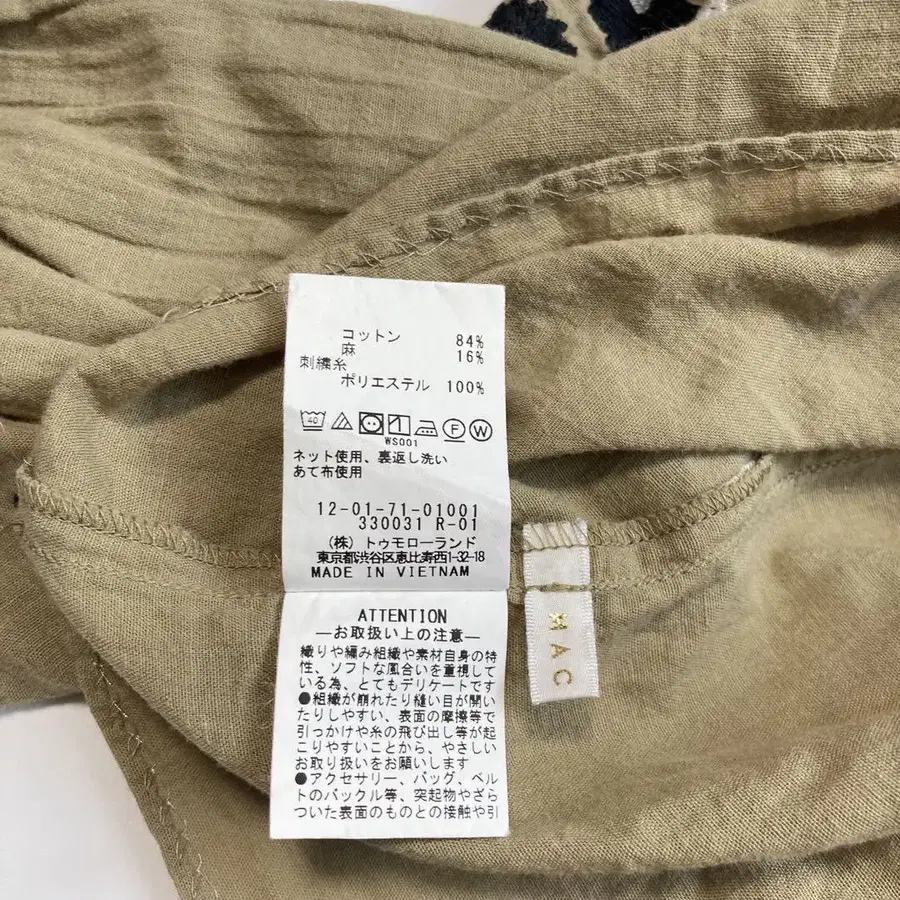 コットン 84%
麻 16%
刺繍糸
ポリエステル 100%
40 F W
WS001
ネット使用、裏返し洗い
あて布使用
12-01-71-01001
330031 R-01
(株) トゥモローランド
東京都渋谷区恵比寿西1-32-18
MADE IN VIETNAM
ATTENTION
―お取扱い上の注意―
織りや編み組織や素材自身の特
性、ソフトな風合いを重視して
いる為、とてもデリケートです
●組織が崩れたり縫い目が開い
たりしやすい、表面の摩擦等で
引っかけや糸の飛び出し等が起
こりやすいことから、やさしい
お取り扱いをお願いします
●アクセサリー、バッグ、ベル
トのバックル等、突起物やざら
ついた表面のものとの接触や引
MAC